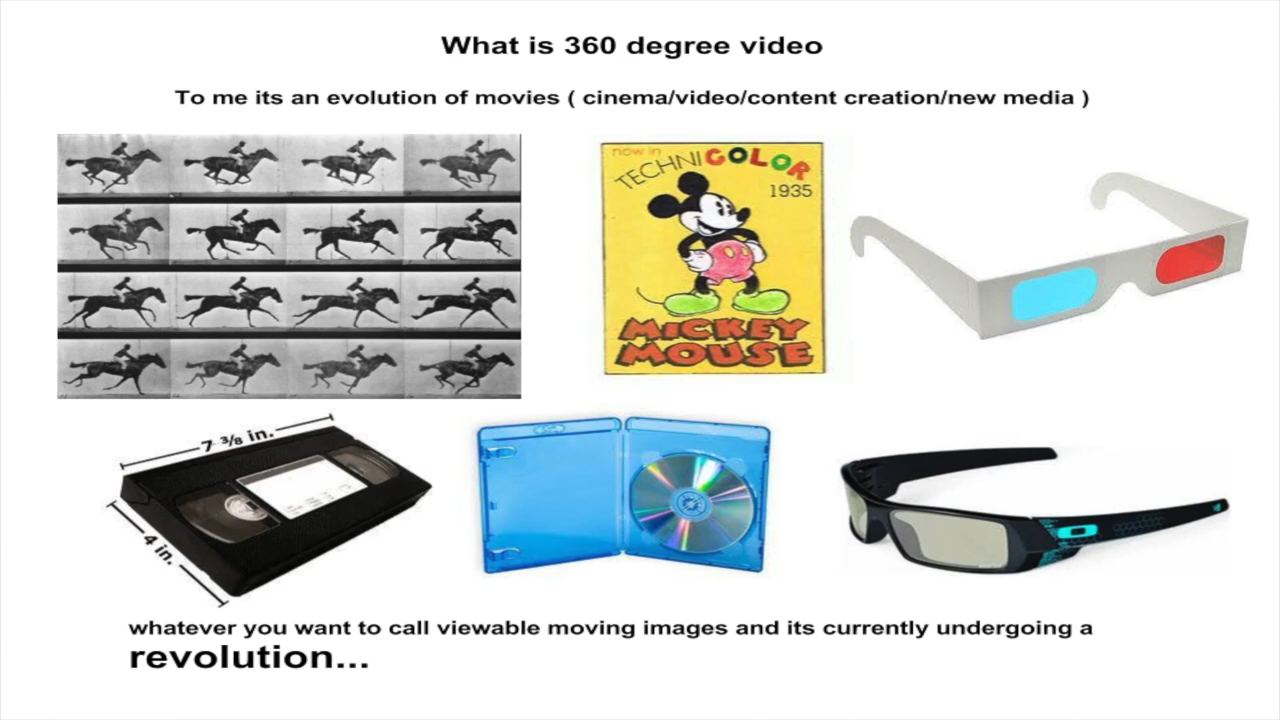 What is 360 degree video
To me its an evolution of movies ( cinema/video/content creation/new media )
now in
TECHNICOLOR
1935
MICKEY
MOUSE
7 3/8 in.
4 in.
whatever you want to call viewable moving images and its currently undergoing a
revolution...